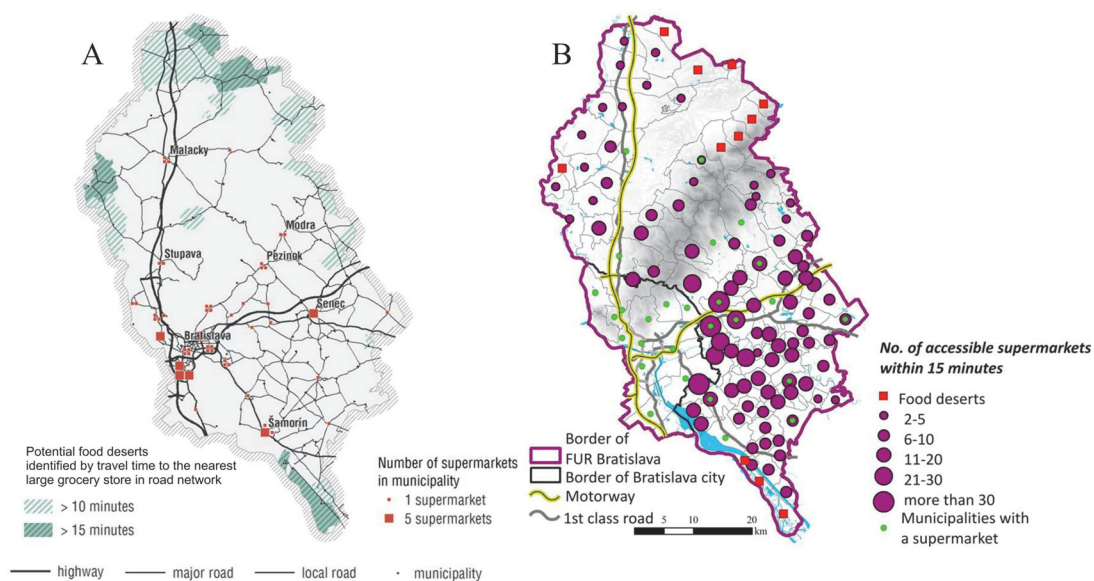 A
Malacky
Modra
Stupava
Pezinok
Senec
Bratislava
Šamorín
Potential food deserts
identified by travel time to the nearest
large grocery store in road network
> 10 minutes
> 15 minutes
Number of supermarkets
in municipality
1 supermarket
5 supermarkets
highway
major road
local road
municipality
B
Border of
FUR Bratislava
Border of Bratislava city
Motorway
1st class road
0 5 10 20
km
No. of accessible supermarkets
within 15 minutes
Food deserts
2-5
6-10
11-20
21-30
more than 30
Municipalities with
a supermarket